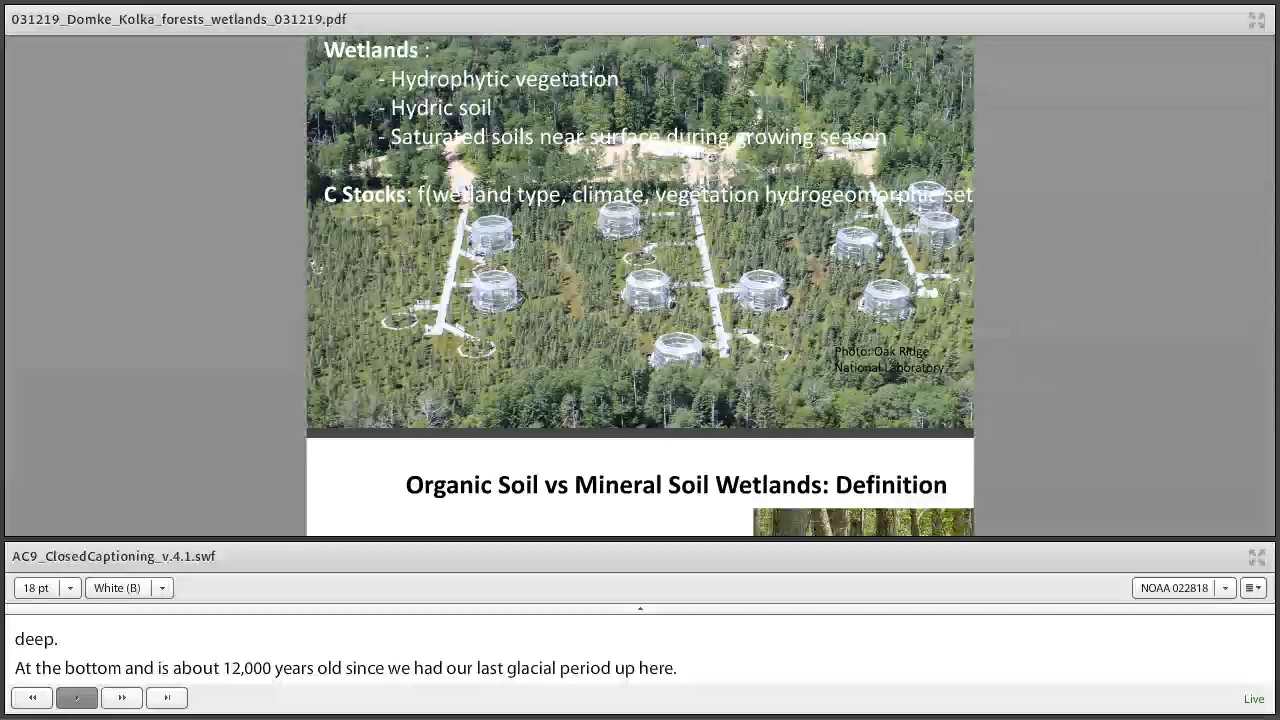 031219_Domke_Kolka_forests_wetlands_031219.pdf
Wetlands :
- Hydrophytic vegetation
- Hydric soil
- Saturated soils near surface during growing season
C Stocks: f(wetland type, climate, vegetation hydrogeomorphic set
Photo: Oak Ridge
National Laboratory
Organic Soil vs Mineral Soil Wetlands: Definition
AC9_ClosedCaptioning_v.4.1.swf
18 pt
White (B)
NOAA 022818
deep.
At the bottom and is about 12,000 years old since we had our last glacial period up here.
Live